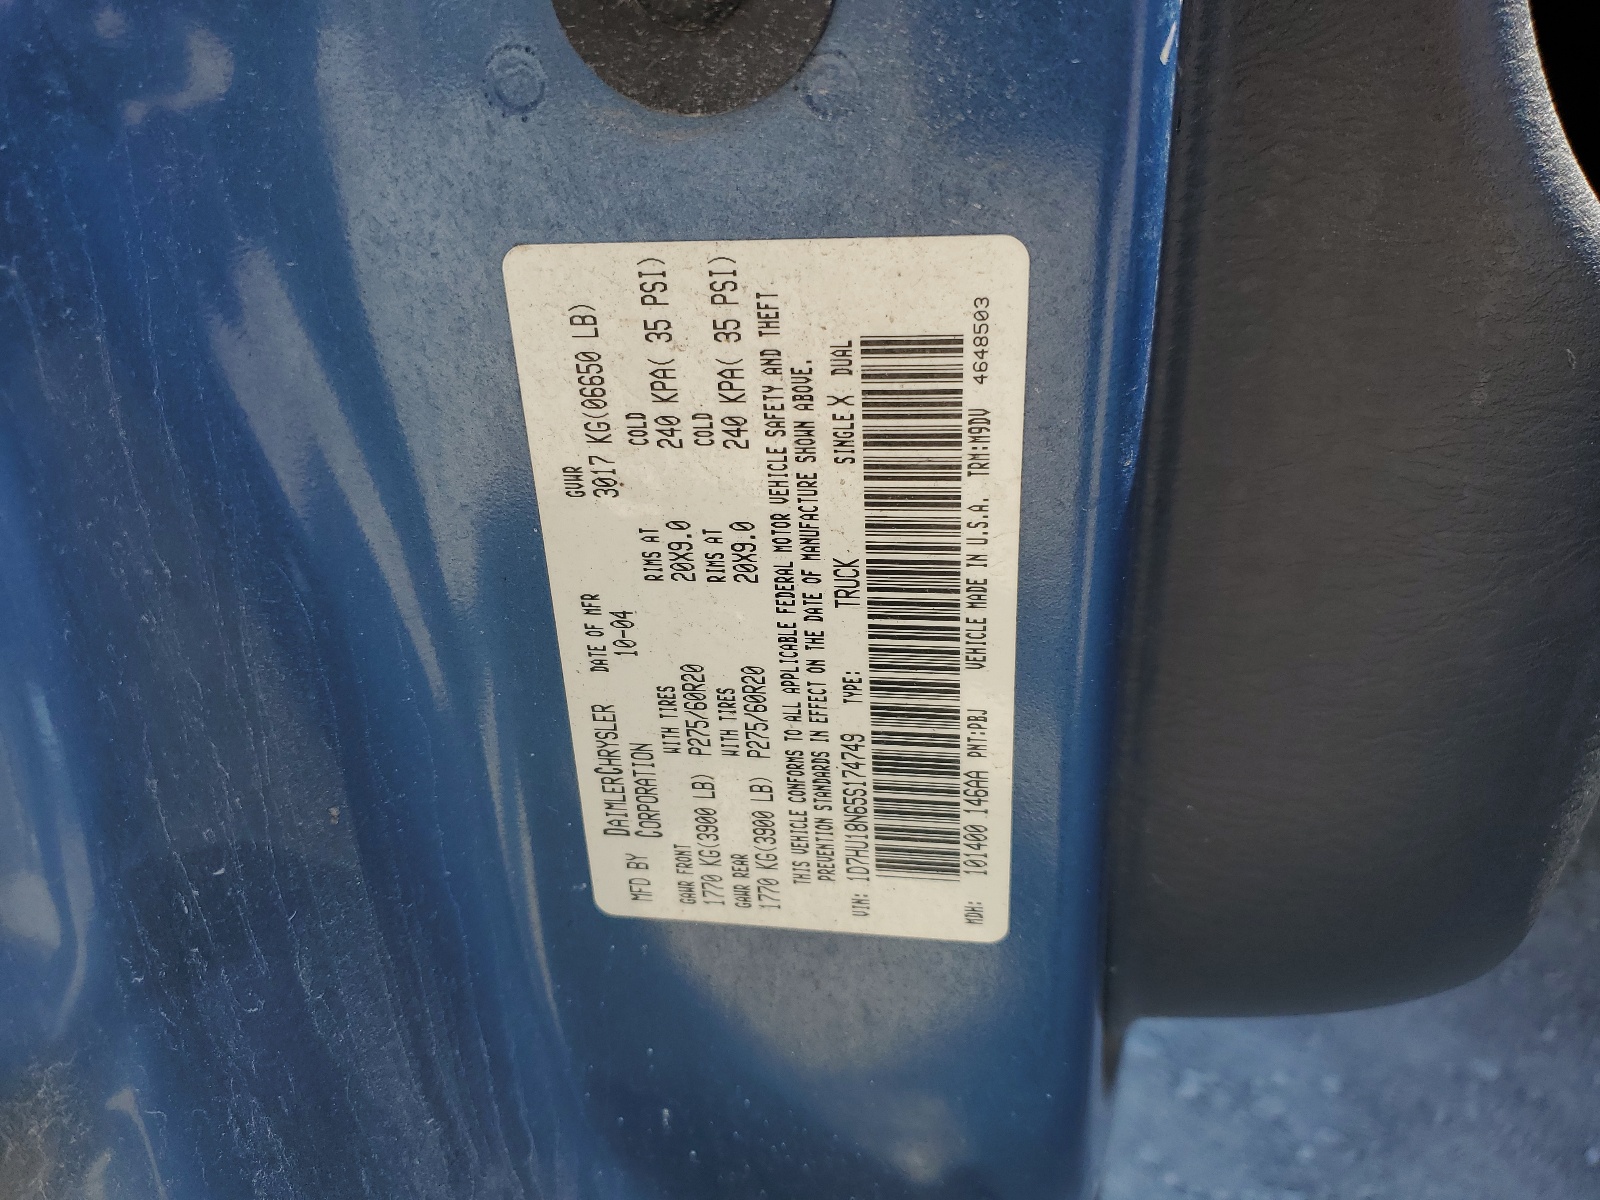 MFD BY DAIMLERCHRYSLER CORPORATION DATE OF MFR 10-04 GVWR 3017 KG(06650 LB)
GAWR FRONT WITH TIRES RIMS AT COLD
1770 KG(3900 LB) P275/60R20 20X9.0 240 KPA( 35 PSI)
GAWR REAR WITH TIRES RIMS AT COLD
1770 KG(3900 LB) P275/60R20 20X9.0 240 KPA( 35 PSI)
THIS VEHICLE CONFORMS TO ALL APPLICABLE FEDERAL MOTOR VEHICLE SAFETY AND THEFT
PREVENTION STANDARDS IN EFFECT ON THE DATE OF MANUFACTURE SHOWN ABOVE.
VIN: 1D7HU18N65S174749 TYPE: TRUCK SINGLE X DUAL
MDH: 101400 146AA PNT:PBJ VEHICLE MADE IN U.S.A. TRM:M9DV 4648503